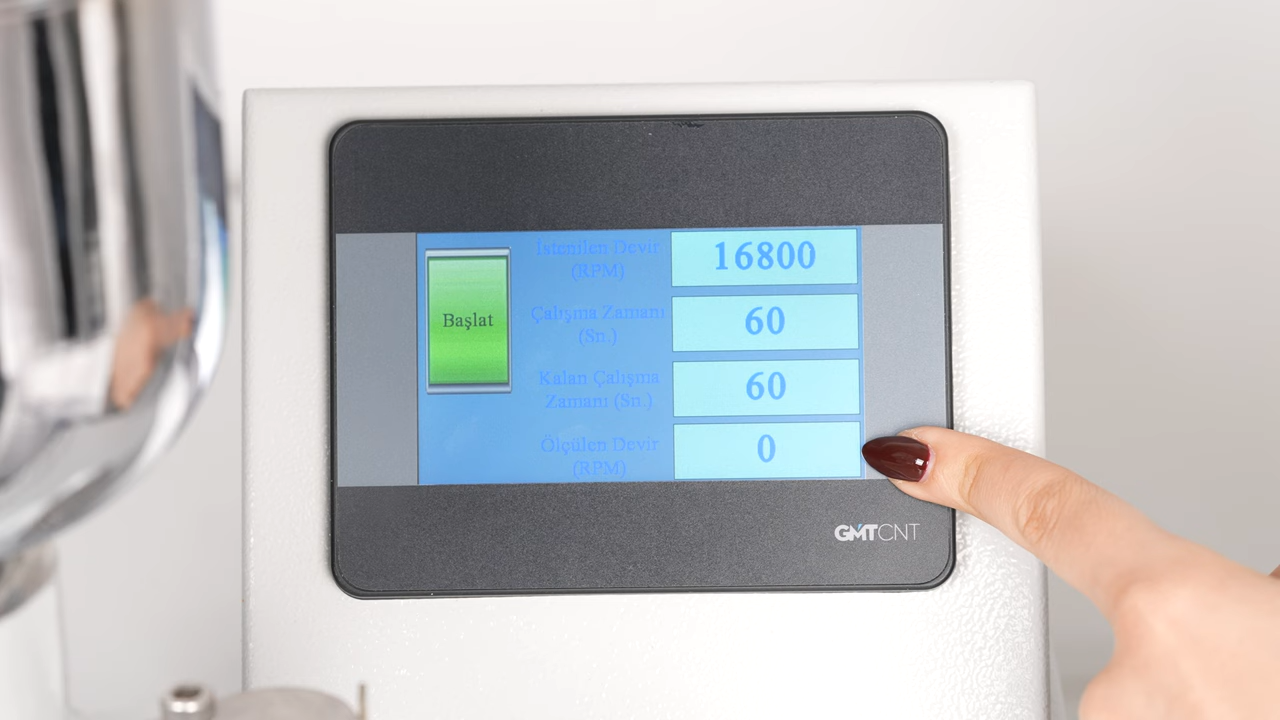 Başlat
İstenilen Devir
(RPM)
16800
Çalışma Zamanı
(Sn.)
60
Kalan Çalışma
Zamanı (Sn.)
60
Ölçülen Devir
(RPM)
0
GMTCNT